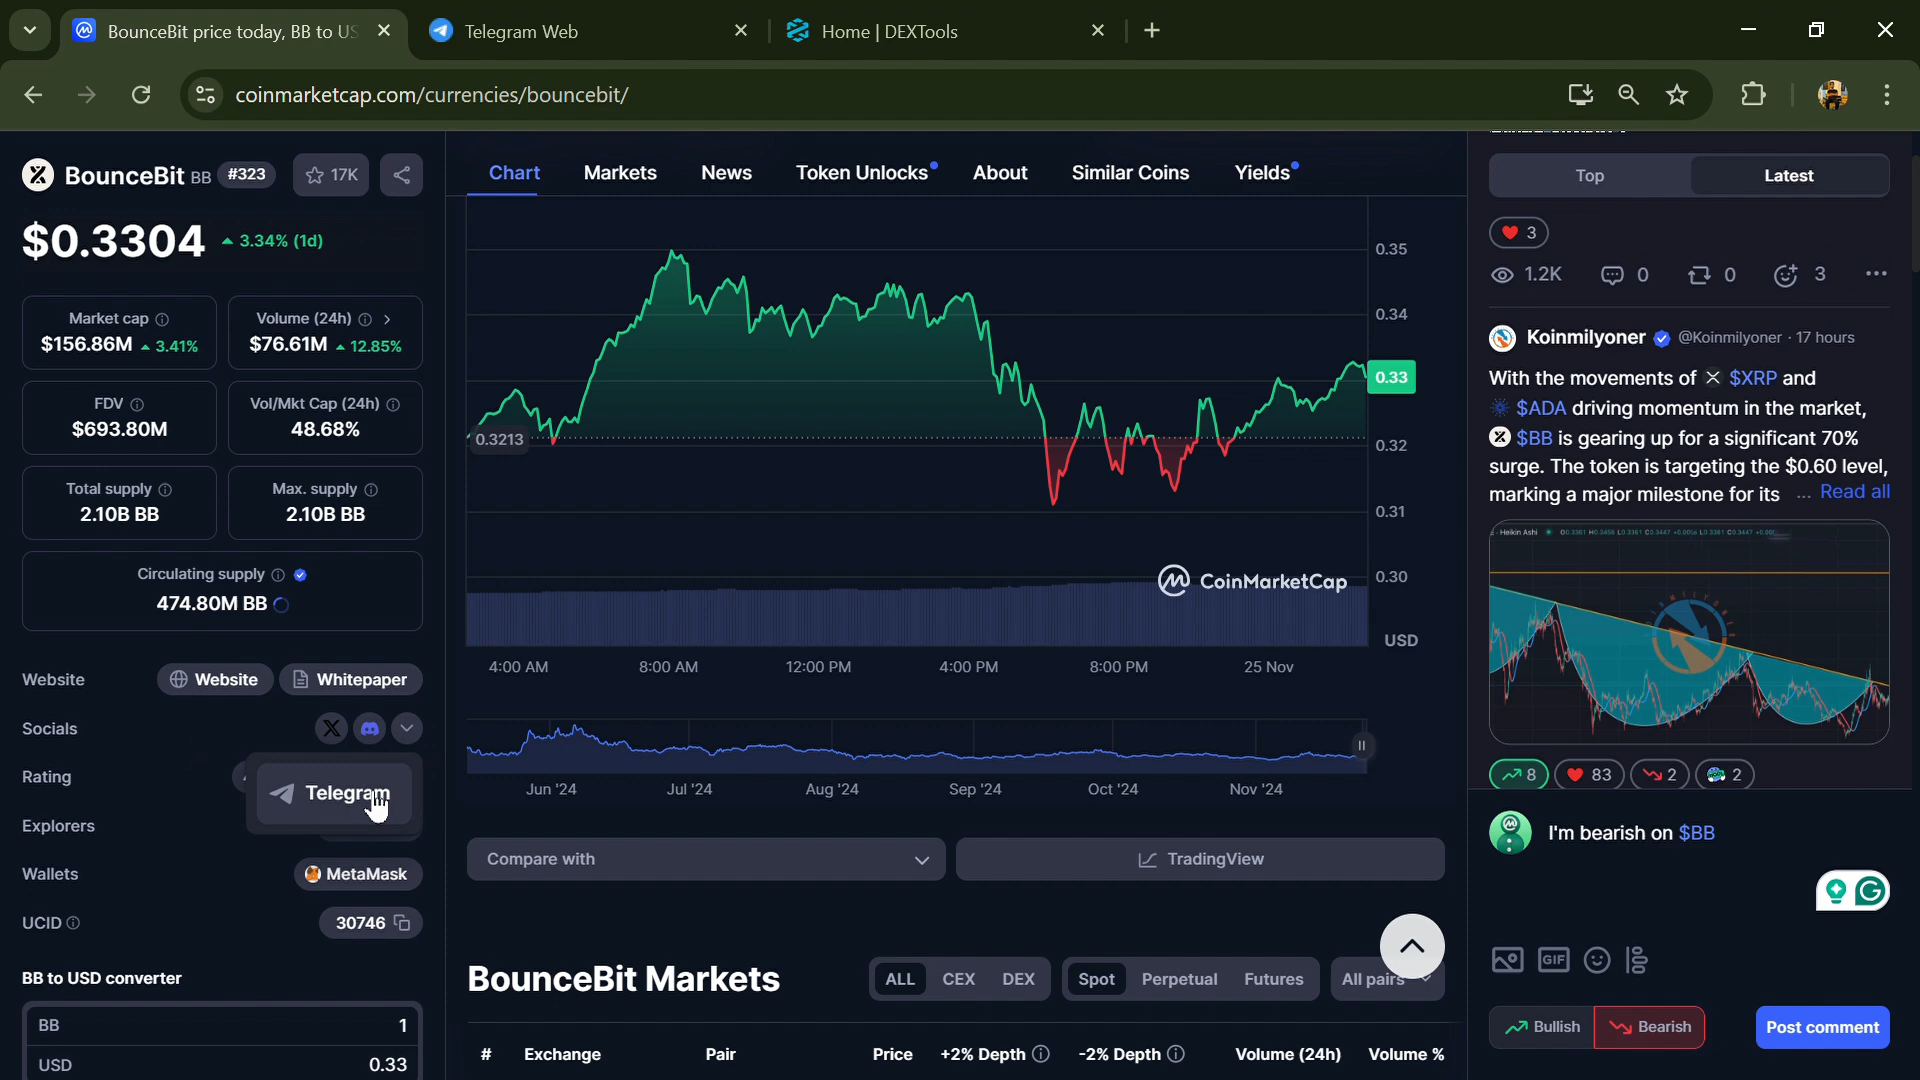 BounceBit price today, BB to US
Telegram Web
Home | DEXTools
coinmarketcap.com/currencies/bouncebit/
BounceBit BB #323 17K
$0.3304 3.34% (1d)
Market cap
$156.86M 3.41%
Volume (24h)
$76.61M 12.85%
FDV
$693.80M
Vol/Mkt Cap (24h)
48.68%
Total supply
2.10B BB
Max. supply
2.10B BB
Circulating supply
474.80M BB
Website Website Whitepaper
Socials
Rating
Telegram
Explorers
Wallets MetaMask
UCID 30746
BB to USD converter
BB 1
USD 0.33
Chart Markets News Token Unlocks About Similar Coins Yields
0.35
0.34
0.33
0.3213
0.32
0.31
0.30
CoinMarketCap
USD
4:00 AM 8:00 AM 12:00 PM 4:00 PM 8:00 PM 25 Nov
Jun '24 Jul '24 Aug '24 Sep '24 Oct '24 Nov '24
Compare with
TradingView
BounceBit Markets
ALL CEX DEX
Spot Perpetual Futures
All pairs
# Exchange Pair Price +2% Depth -2% Depth Volume (24h) Volume %
Top Latest
3
1.2K 0 0 3
Koinmilyoner @Koinmilyoner · 17 hours
With the movements of $XRP and
$ADA driving momentum in the market,
$BB is gearing up for a significant 70%
surge. The token is targeting the $0.60 level,
marking a major milestone for its ... Read all
Heikin Ashi
8 83 2 2
I'm bearish on $BB
GIF
Bullish Bearish
Post comment